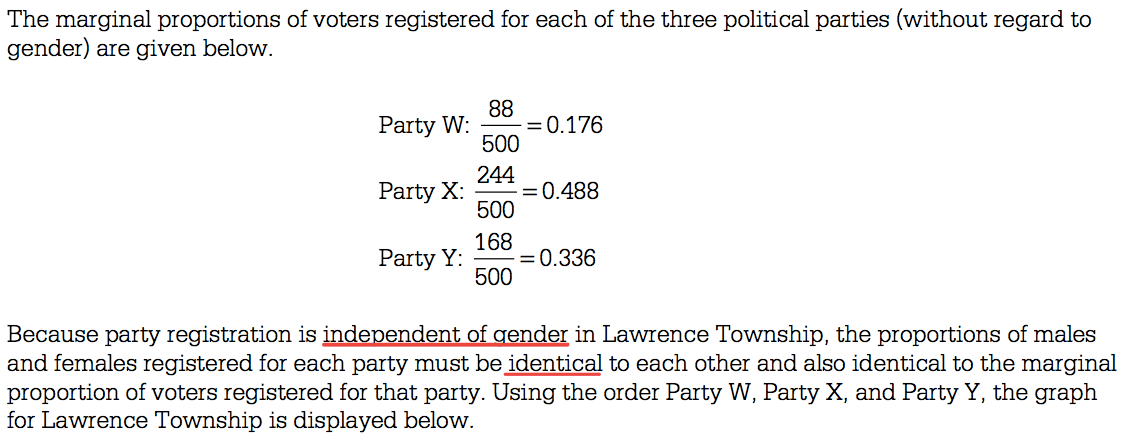 The marginal proportions of voters registered for each of the three political parties (without regard to
gender) are given below.
Party W: 88/500 = 0.176
Party X: 244/500 = 0.488
Party Y: 168/500 = 0.336
Because party registration is independent of gender in Lawrence Township, the proportions of males
and females registered for each party must be identical to each other and also identical to the marginal
proportion of voters registered for that party. Using the order Party W, Party X, and Party Y, the graph
for Lawrence Township is displayed below.